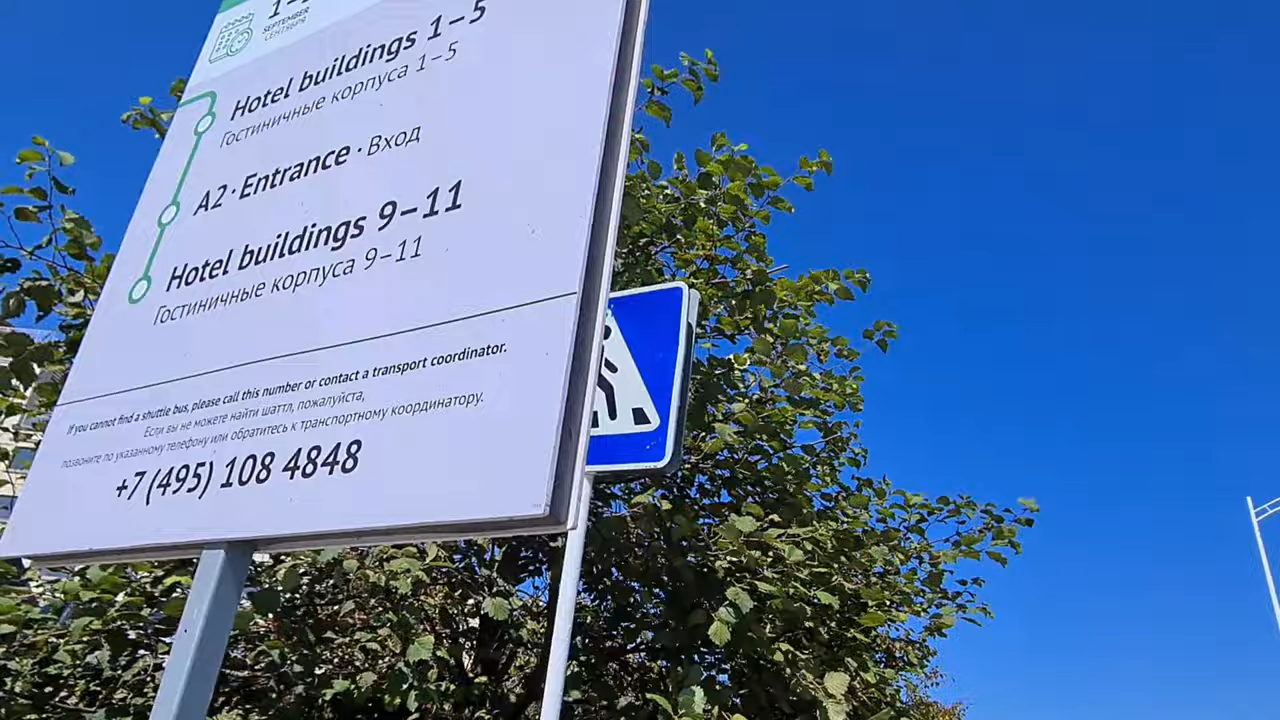 SEPTEMBER
СЕНТЯБРЯ
Hotel buildings 1–5
Гостиничные корпуса 1–5
A2·Entrance · Вход
Hotel buildings 9–11
Гостиничные корпуса 9–11
If you cannot find a shuttle bus, please call this number or contact a transport coordinator.
Если вы не можете найти шаттл, пожалуйста,
позвоните по указанному телефону или обратитесь к транспортному координатору.
+7 (495) 108 4848